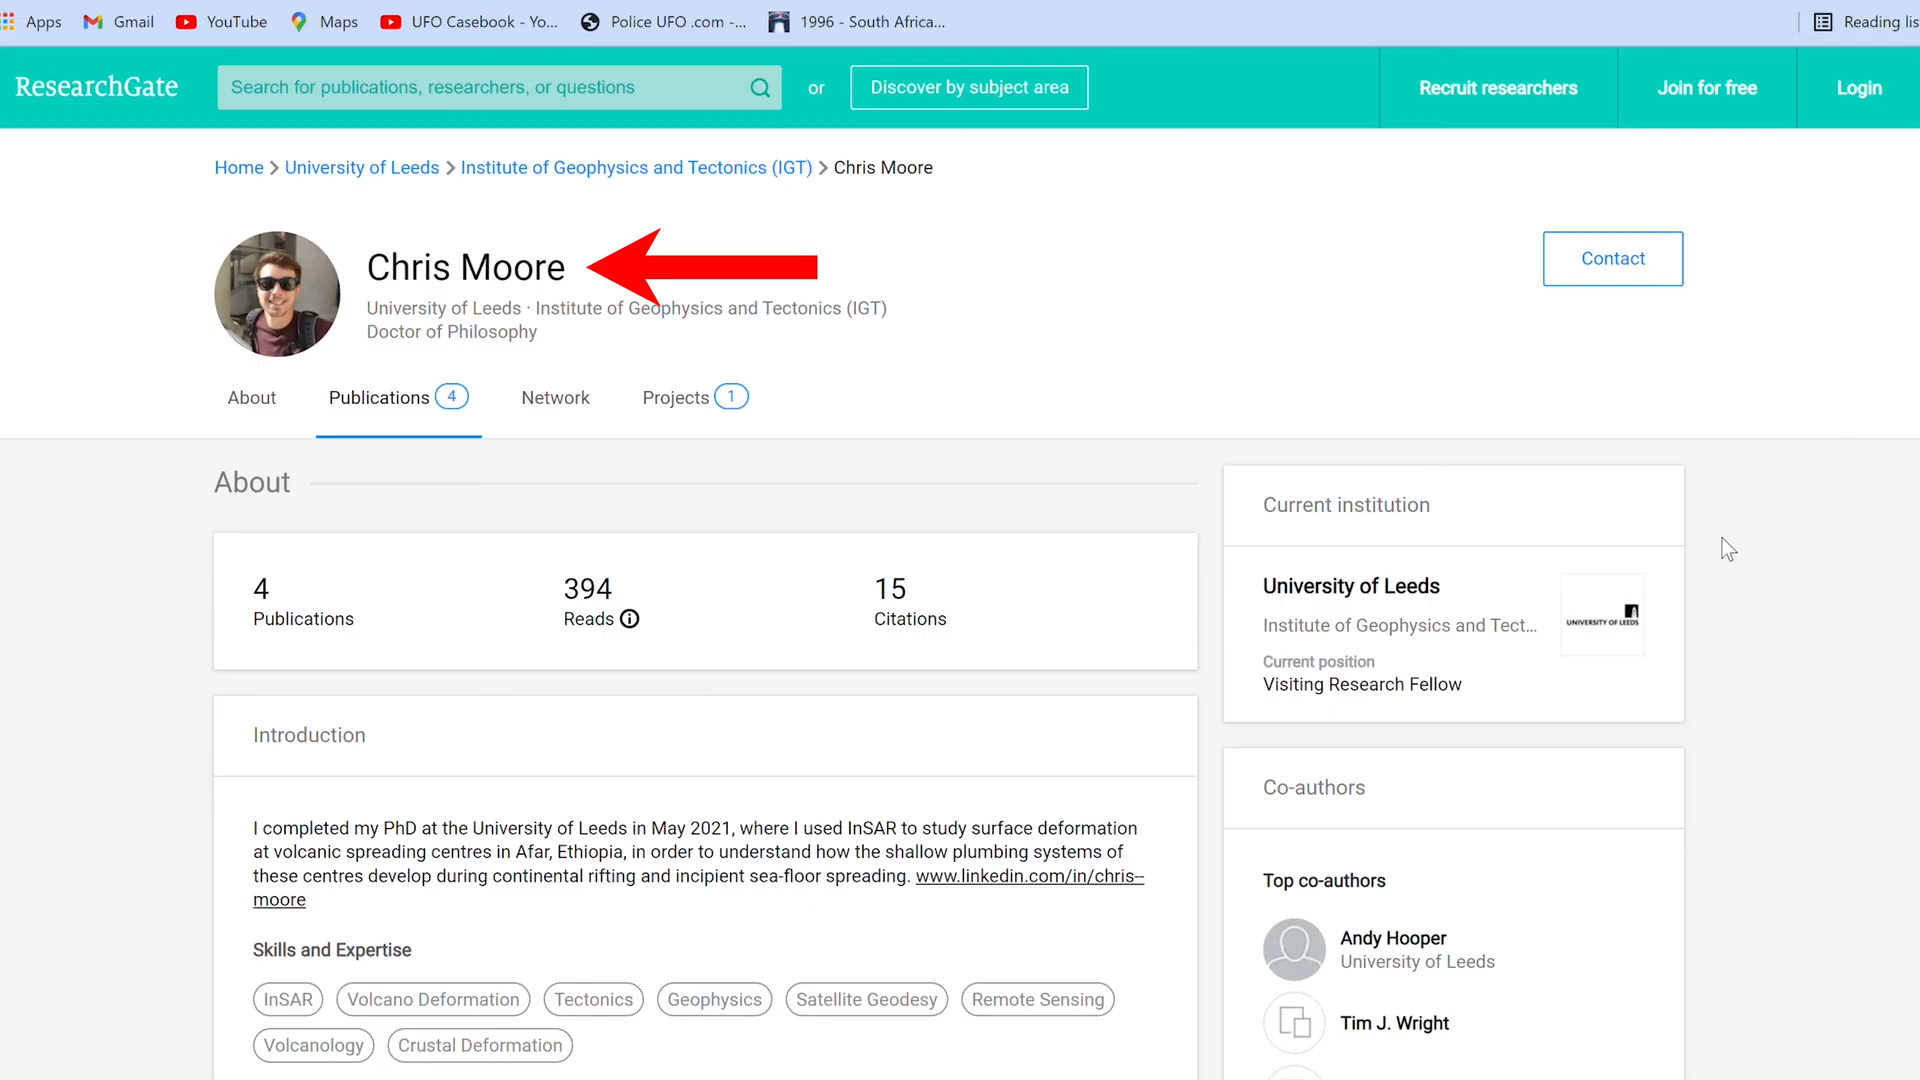 Apps Gmail YouTube Maps UFO Casebook - Yo... Police UFO .com -... 1996 - South Africa... Reading lis
ResearchGate Search for publications, researchers, or questions or Discover by subject area Recruit researchers Join for free Login
Home > University of Leeds > Institute of Geophysics and Tectonics (IGT) > Chris Moore
Chris Moore
Contact
University of Leeds · Institute of Geophysics and Tectonics (IGT)
Doctor of Philosophy
About Publications 4 Network Projects 1
About
4 394 15
Publications Reads Citations
Introduction
I completed my PhD at the University of Leeds in May 2021, where I used InSAR to study surface deformation
at volcanic spreading centres in Afar, Ethiopia, in order to understand how the shallow plumbing systems of
these centres develop during continental rifting and incipient sea-floor spreading. www.linkedin.com/in/chris--
moore
Skills and Expertise
InSAR Volcano Deformation Tectonics Geophysics Satellite Geodesy Remote Sensing
Volcanology Crustal Deformation
Current institution
University of Leeds
Institute of Geophysics and Tect...
UNIVERSITY OF LEEDS
Current position
Visiting Research Fellow
Co-authors
Top co-authors
Andy Hooper
University of Leeds
Tim J. Wright